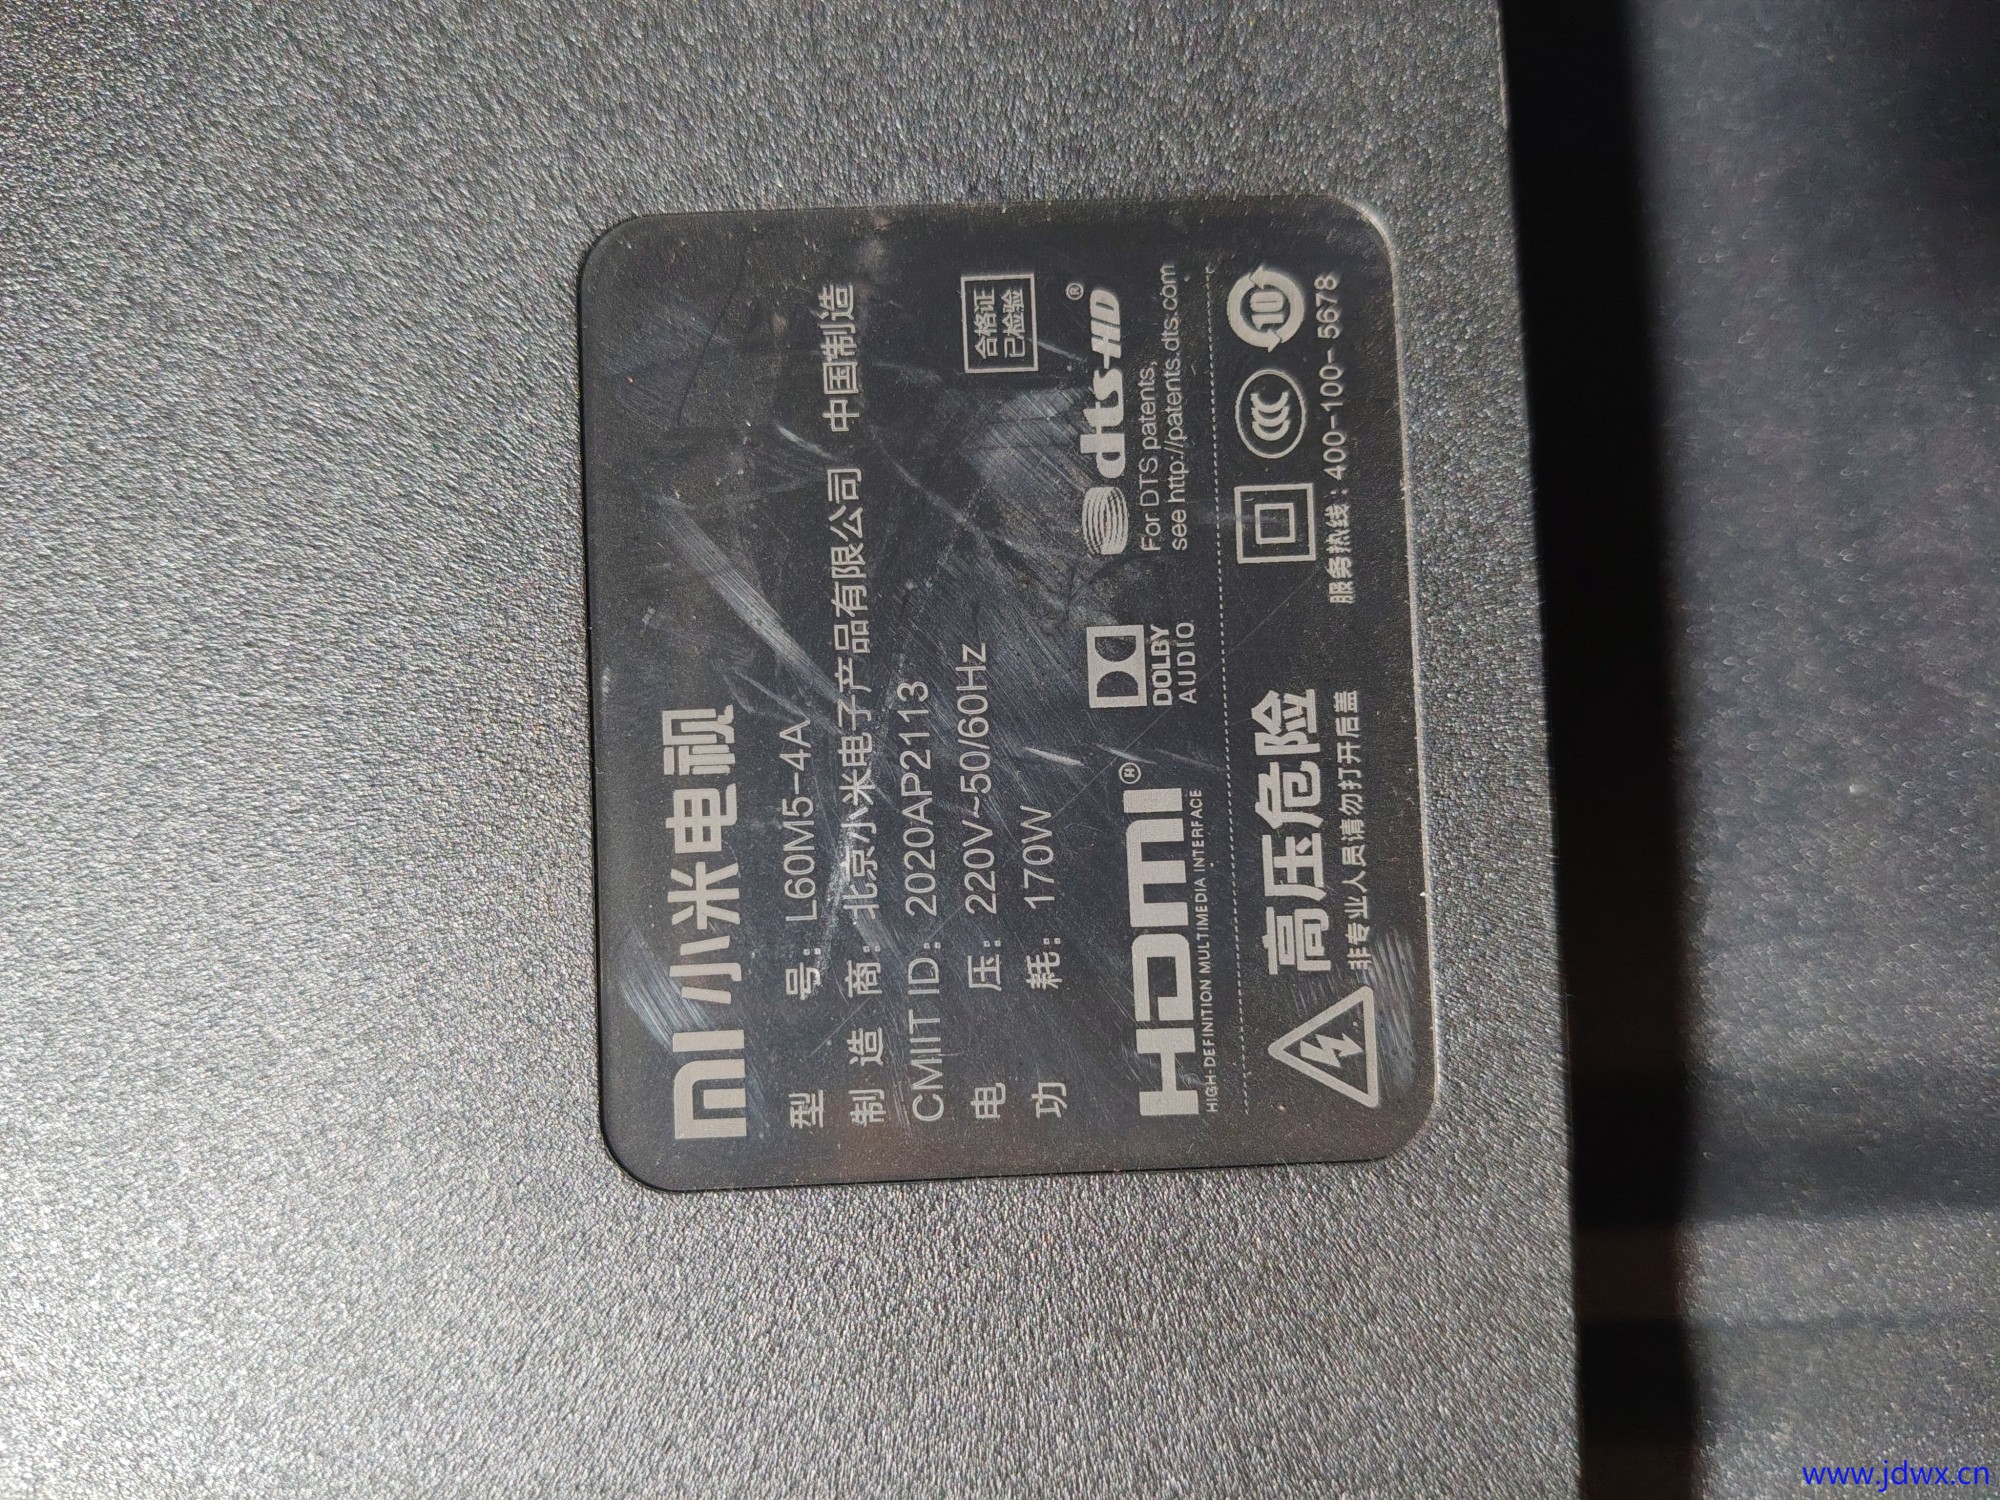 mi 小米电视
型 号: L60M5-4A
制 造 商: 北京小米电子产品有限公司 中国制造
CMIIT ID: 2020AP2113
电 压: 220V~50/60Hz
功 耗: 170W
合格证
已检验
HDMI®
HIGH-DEFINITION MULTIMEDIA INTERFACE
DOLBY
AUDIO
dts-HD®
For DTS patents,
see http://patents.dts.com
高压危险
非专业人员请勿打开后盖
CCC
10
服务热线: 400-100-5678
www.jdwx.cn